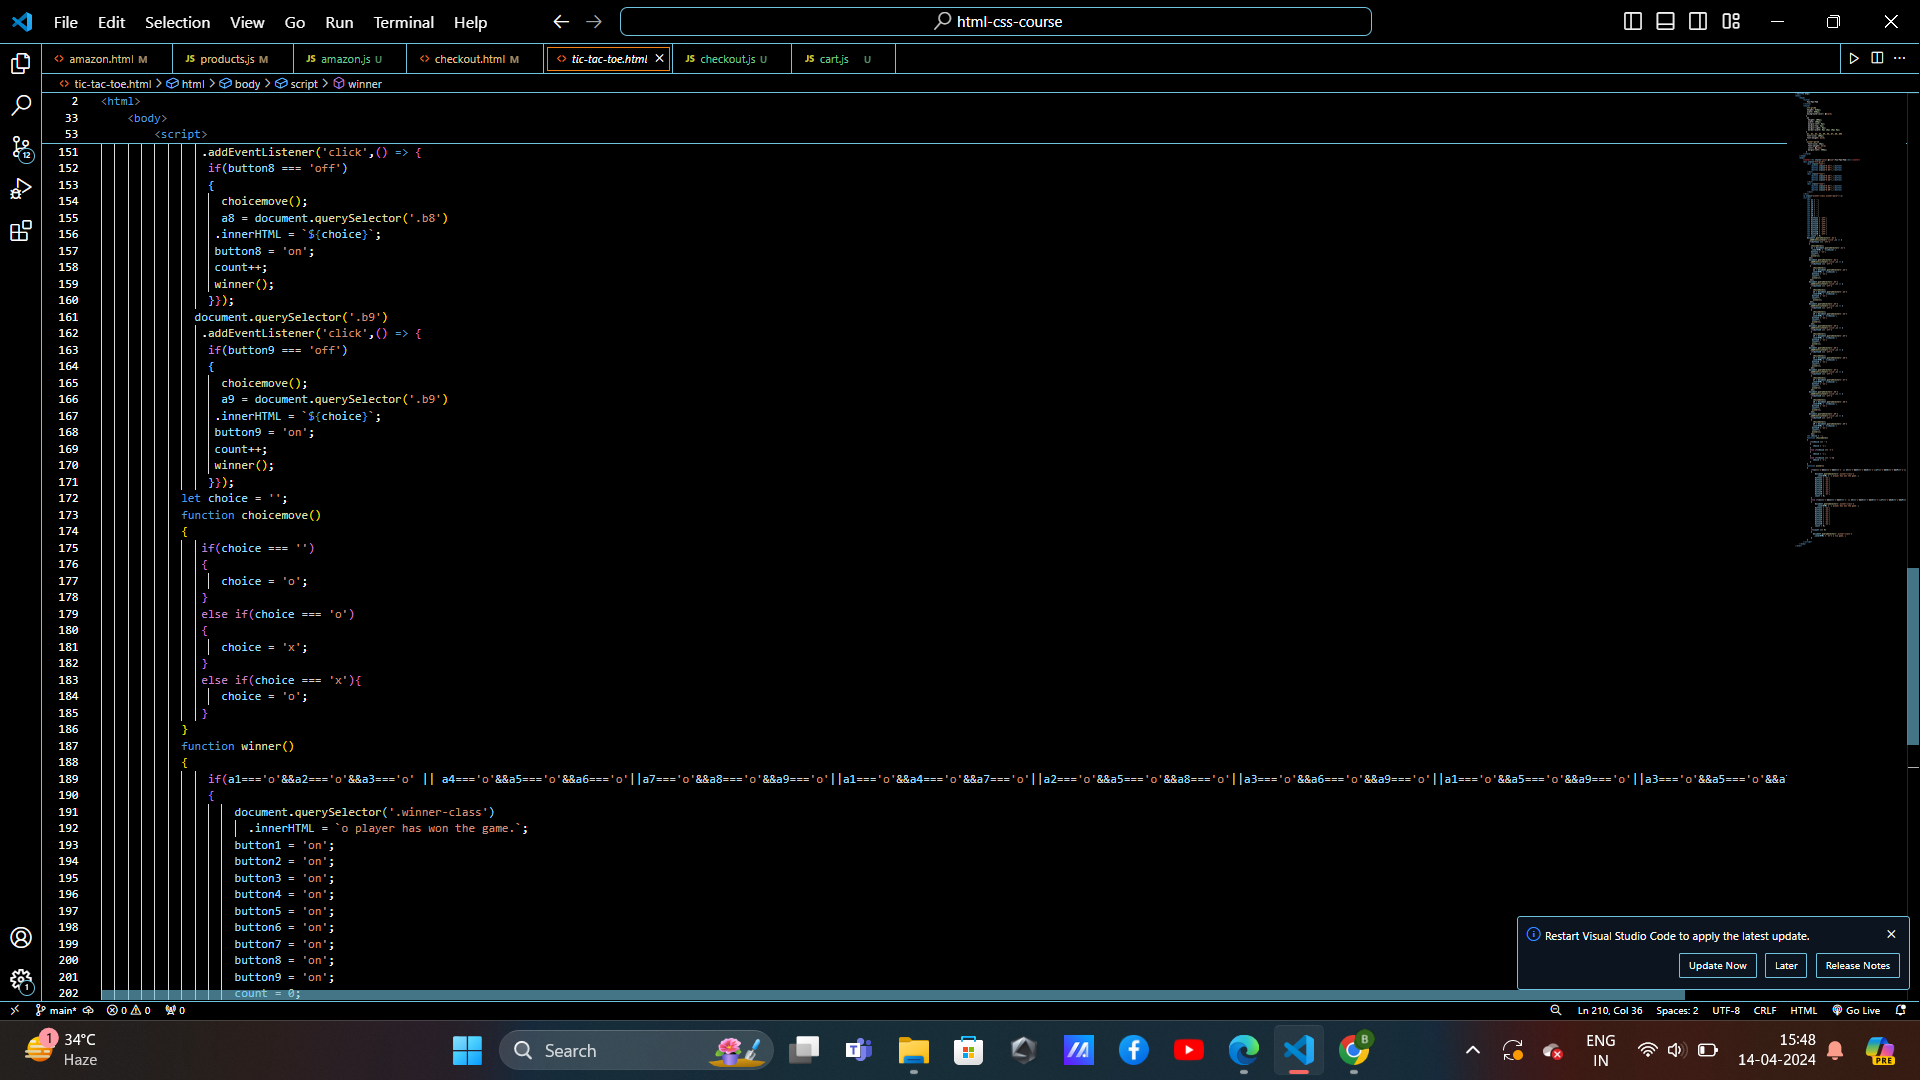 File Edit Selection View Go Run Terminal Help html-css-course
amazon.html M products.js M amazon.js U checkout.html M tic-tac-toe.html checkout.js U cart.js U
tic-tac-toe.html > html > body > script > winner
2 <html>
33 <body>
53 <script>
151 .addEventListener('click',() => {
152 if(button8 === 'off')
153 {
154 choicemove();
155 a8 = document.querySelector('.b8')
156 .innerHTML = `${choice}`;
157 button8 = 'on';
158 count++;
159 winner();
160 }});
161 document.querySelector('.b9')
162 .addEventListener('click',() => {
163 if(button9 === 'off')
164 {
165 choicemove();
166 a9 = document.querySelector('.b9')
167 .innerHTML = `${choice}`;
168 button9 = 'on';
169 count++;
170 winner();
171 }});
172 let choice = '';
173 function choicemove()
174 {
175 if(choice === '')
176 {
177 choice = 'o';
178 }
179 else if(choice === 'o')
180 {
181 choice = 'x';
182 }
183 else if(choice === 'x'){
184 choice = 'o';
185 }
186 }
187 function winner()
188 {
189 if(a1==='o'&&a2==='o'&&a3==='o' || a4==='o'&&a5==='o'&&a6==='o'||a7==='o'&&a8==='o'&&a9==='o'||a1==='o'&&a4==='o'&&a7==='o'||a2==='o'&&a5==='o'&&a8==='o'||a3==='o'&&a6==='o'&&a9==='o'||a1==='o'&&a5==='o'&&a9==='o'||a3==='o'&&a5==='o'&&a
190 {
191 document.querySelector('.winner-class')
192 .innerHTML = `o player has won the game.`;
193 button1 = 'on';
194 button2 = 'on';
195 button3 = 'on';
196 button4 = 'on';
197 button5 = 'on';
198 button6 = 'on';
199 button7 = 'on';
200 button8 = 'on';
201 button9 = 'on';
202 count = 0;
12
1
Restart Visual Studio Code to apply the latest update.
Update Now Later Release Notes
main* 0 0 0 Ln 210, Col 36 Spaces: 2 UTF-8 CRLF HTML Go Live
1 34°C
Haze
Search
B
ENG
IN
15:48
14-04-2024
PRE